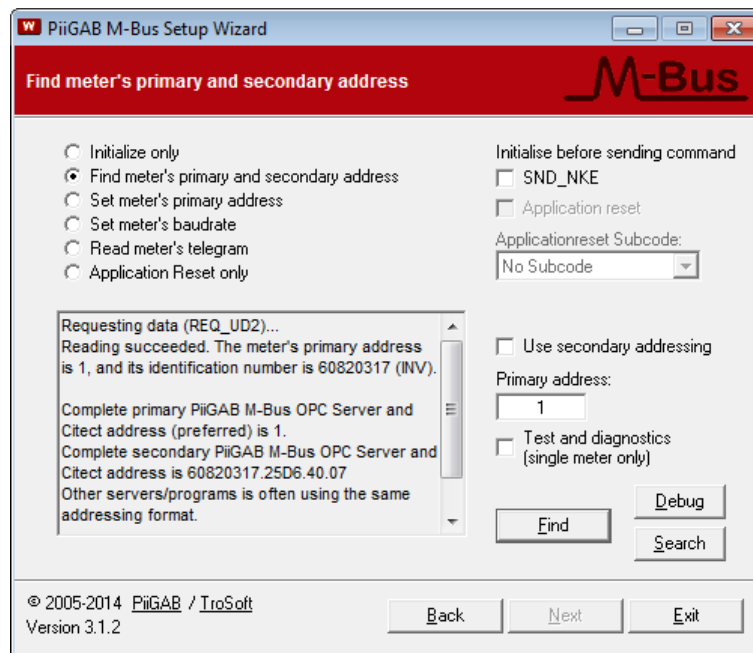 PiiGAB M-Bus Setup Wizard
Find meter's primary and secondary address
M-Bus
Initialize only
Find meter's primary and secondary address
Set meter's primary address
Set meter's baudrate
Read meter's telegram
Application Reset only
Initialise before sending command
SND_NKE
Application reset
Applicationreset Subcode:
No Subcode
Requesting data (REQ_UD2)...
Reading succeeded. The meter's primary address
is 1, and its identification number is 60820317 (INV).
Complete primary PiiGAB M-Bus OPC Server and
Citect address (preferred) is 1.
Complete secondary PiiGAB M-Bus OPC Server and
Citect address is 60820317.25D6.40.07
Other servers/programs is often using the same
addressing format.
Use secondary addressing
Primary address:
1
Test and diagnostics
(single meter only)
Find
Debug
Search
© 2005-2014 PiiGAB / TroSoft
Version 3.1.2
Back
Next
Exit